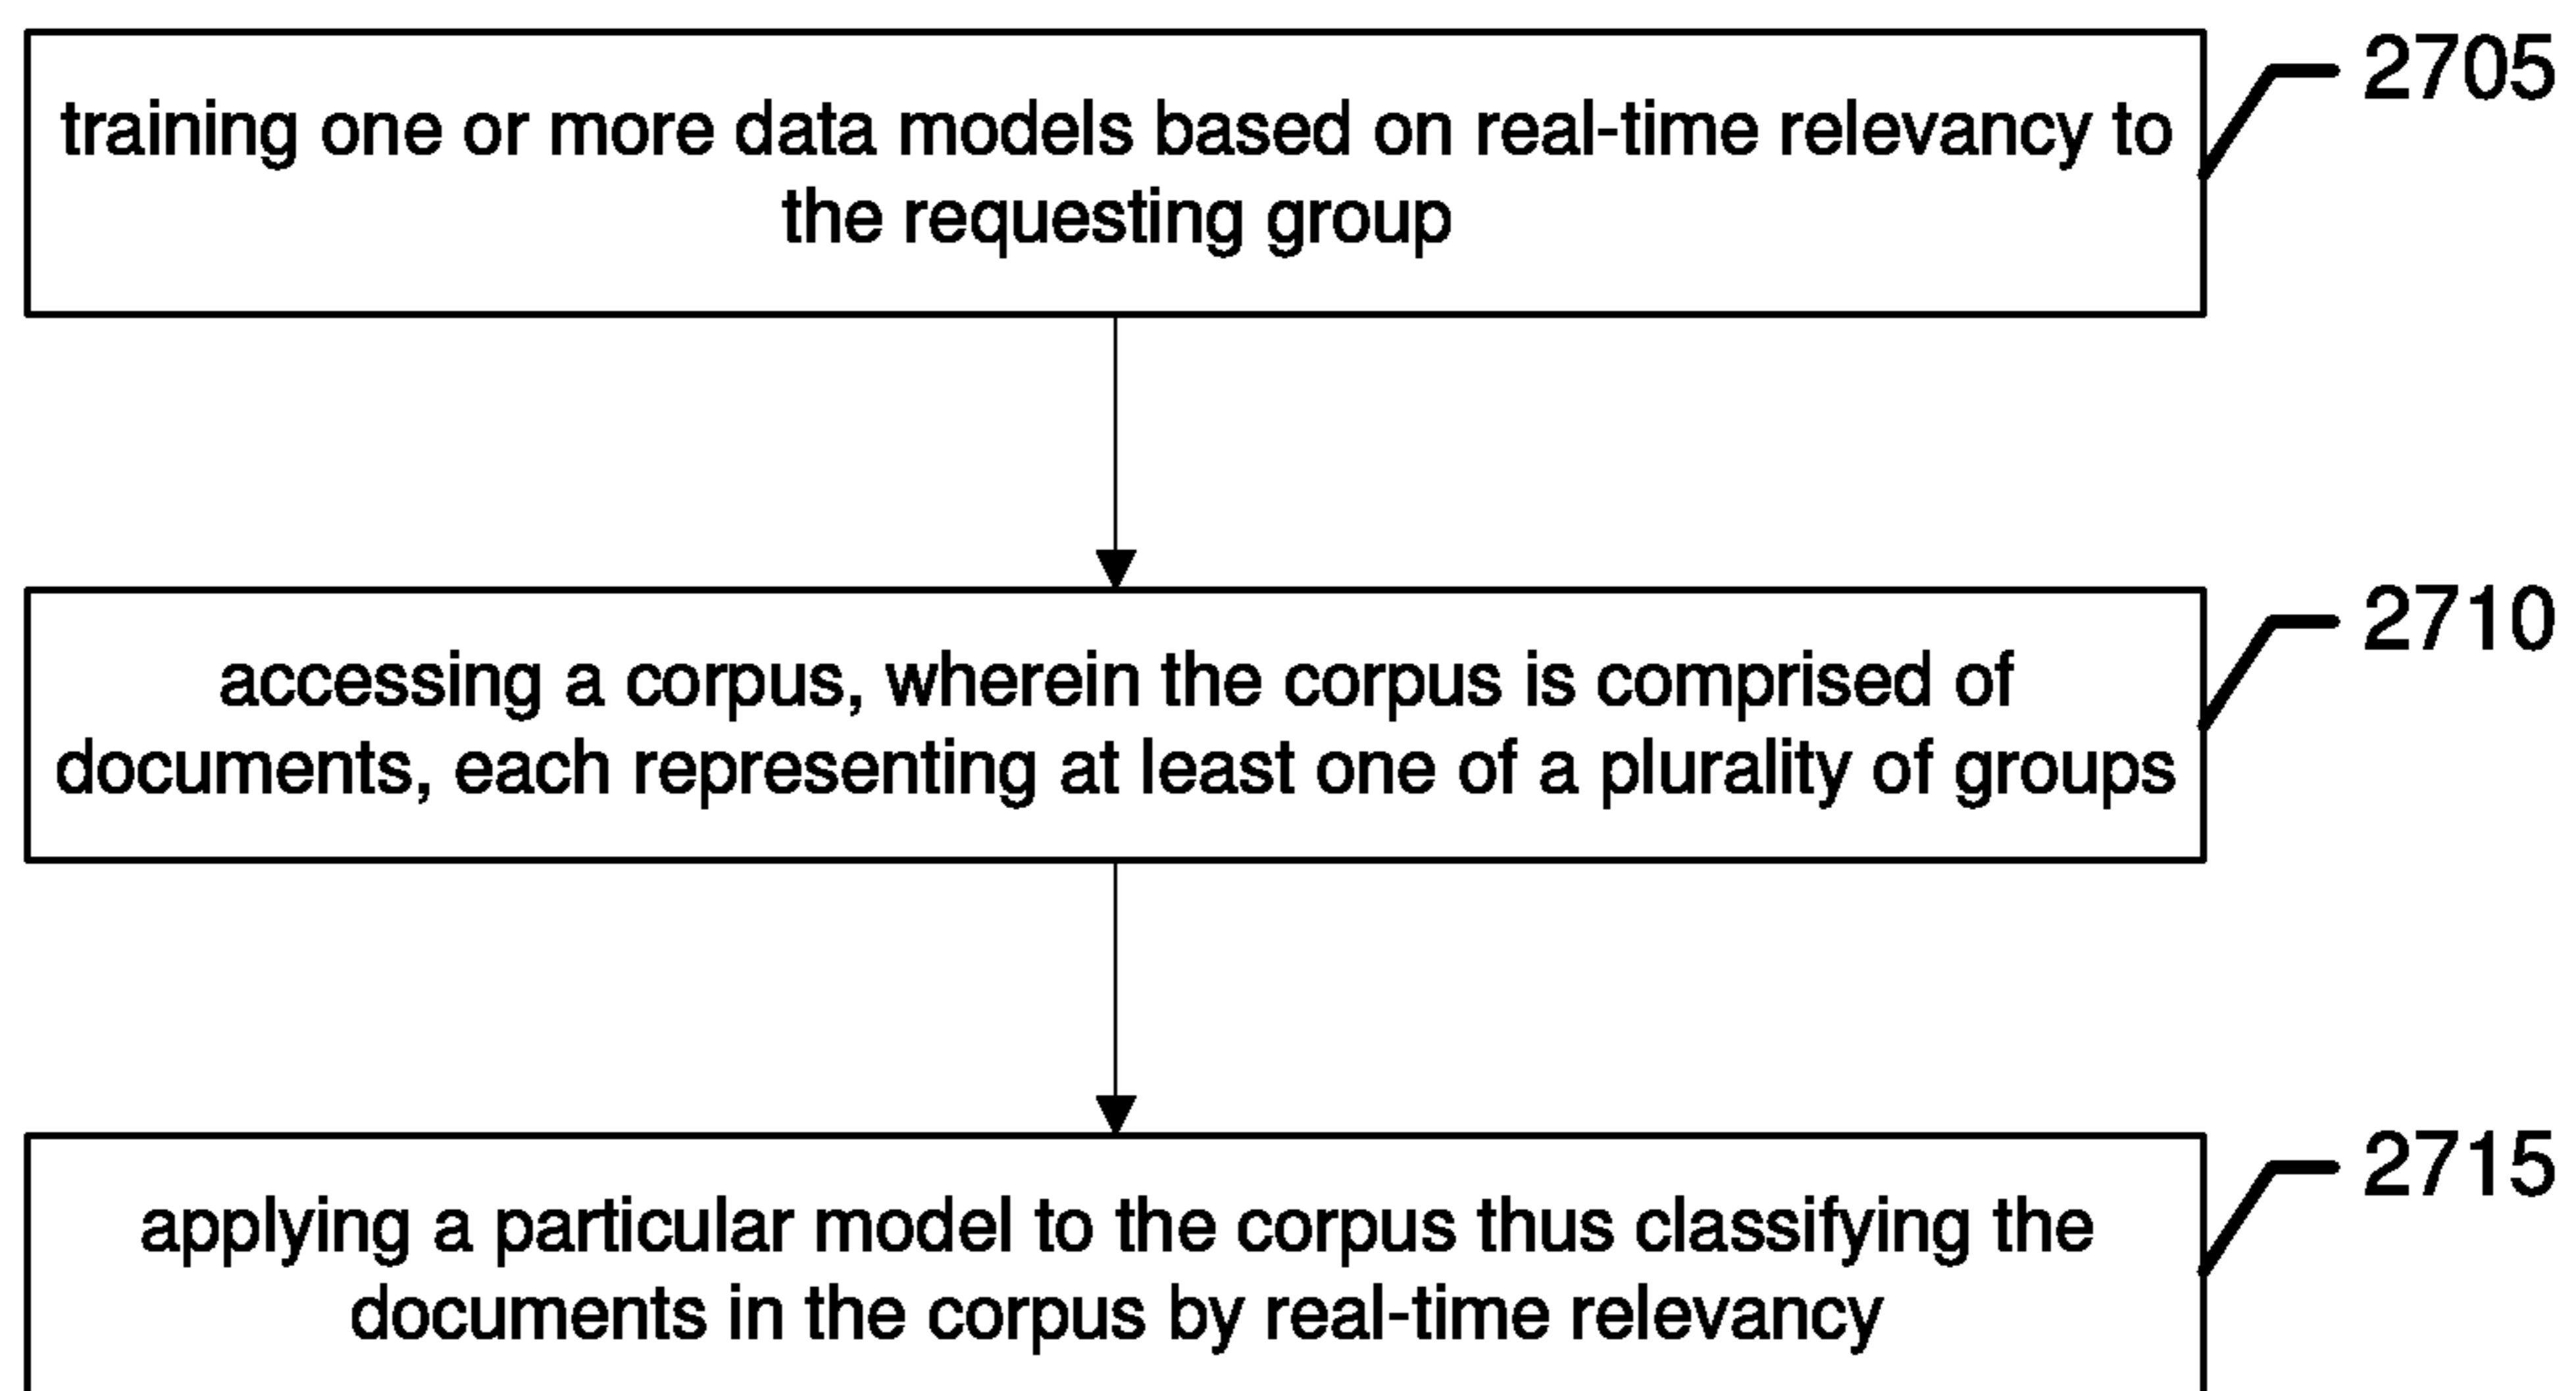 2705
training one or more data models based on real-time relevancy to
the requesting group
2710
accessing a corpus, wherein the corpus is comprised of
documents, each representing at least one of a plurality of groups
2715
applying a particular model to the corpus thus classifying the
documents in the corpus by real-time relevancy